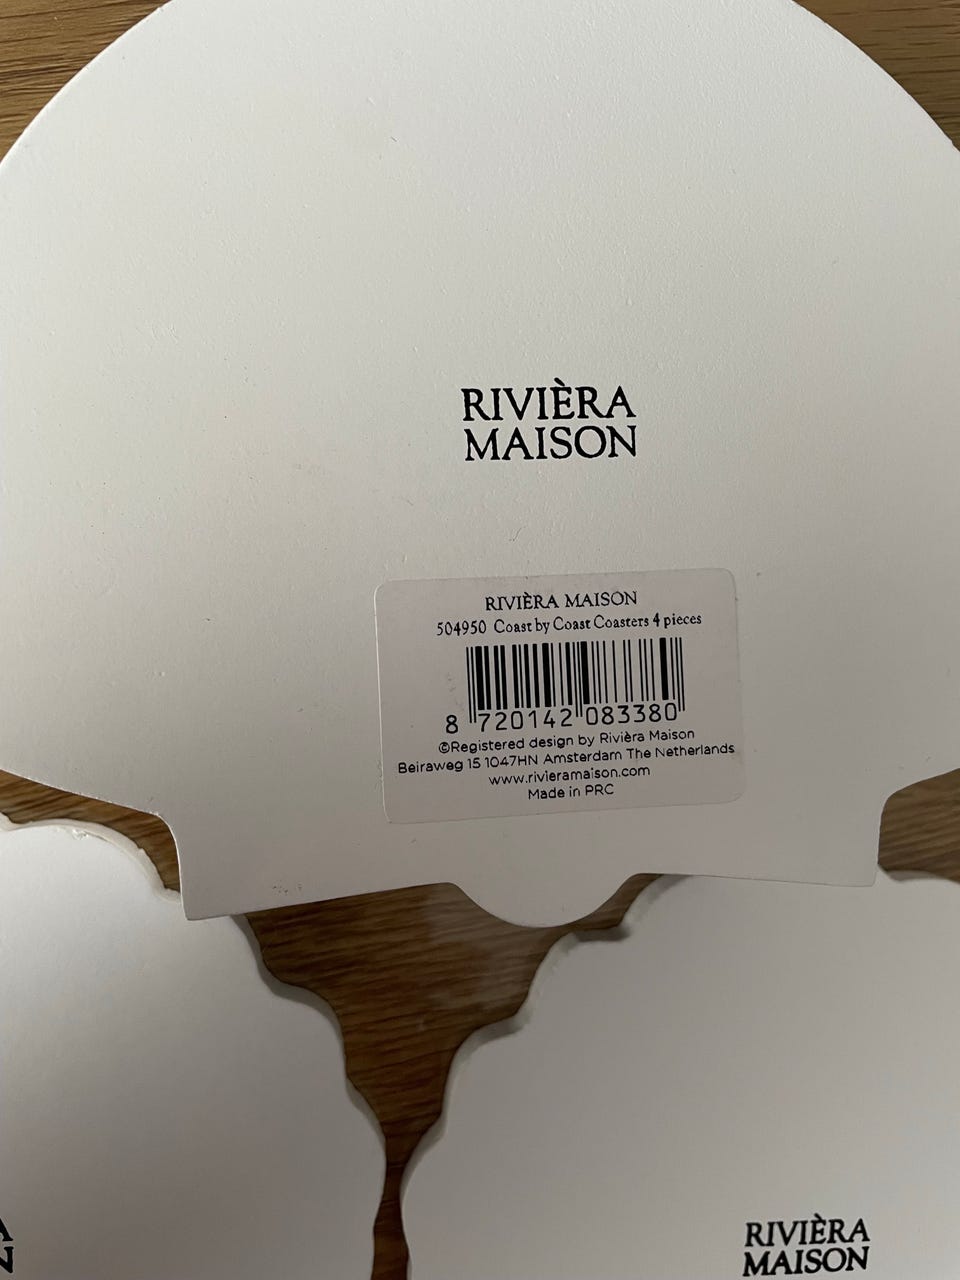 RIVIÈRA
MAISON
RIVIÈRA MAISON
504950 Coast by Coast Coasters 4 pieces
8 720142 083380
©Registered design by Rivièra Maison
Beiraweg 15 1047HN Amsterdam The Netherlands
www.rivieramaison.com
Made in PRC
A
N
RIVIÈRA
MAISON